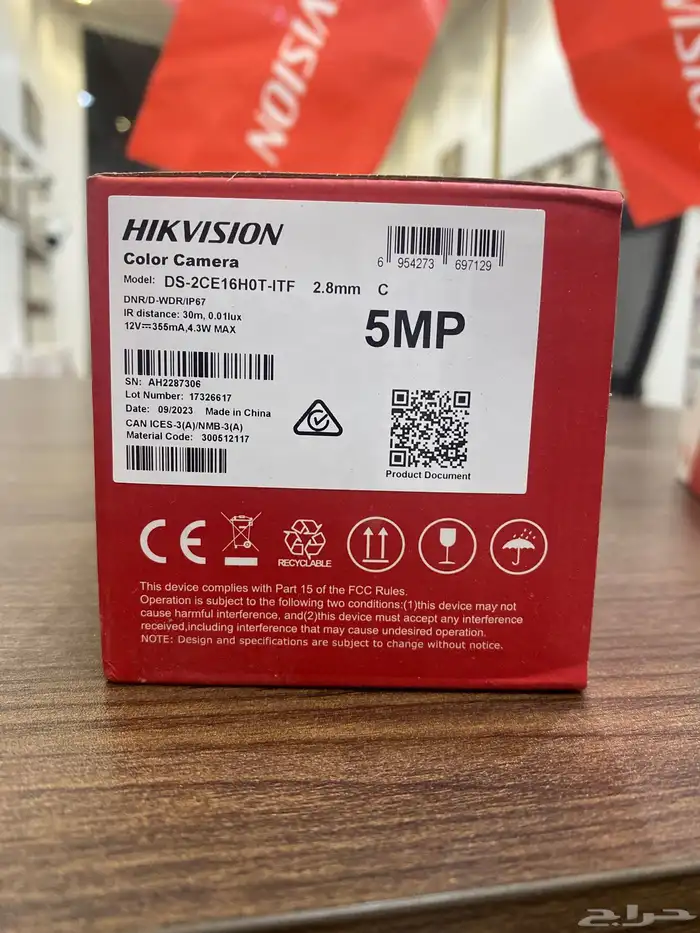 HIKVISION
VISION
HIKVISION
Color Camera
6 954273 697129
Model: DS-2CE16H0T-ITF 2.8mm C
DNR/D-WDR/IP67
IR distance: 30m, 0.01lux
12V⎓355mA,4.3W MAX
5MP
SN: AH2287306
Lot Number: 17326617
Date: 09/2023 Made in China
CAN ICES-3(A)/NMB-3(A)
Material Code: 300512117
Product Document
CE
RECYCLABLE
This device complies with Part 15 of the FCC Rules.
Operation is subject to the following two conditions:(1)this device may not
cause harmful interference, and(2)this device must accept any interference
received,including interference that may cause undesired operation.
NOTE: Design and specifications are subject to change without notice.
حراج